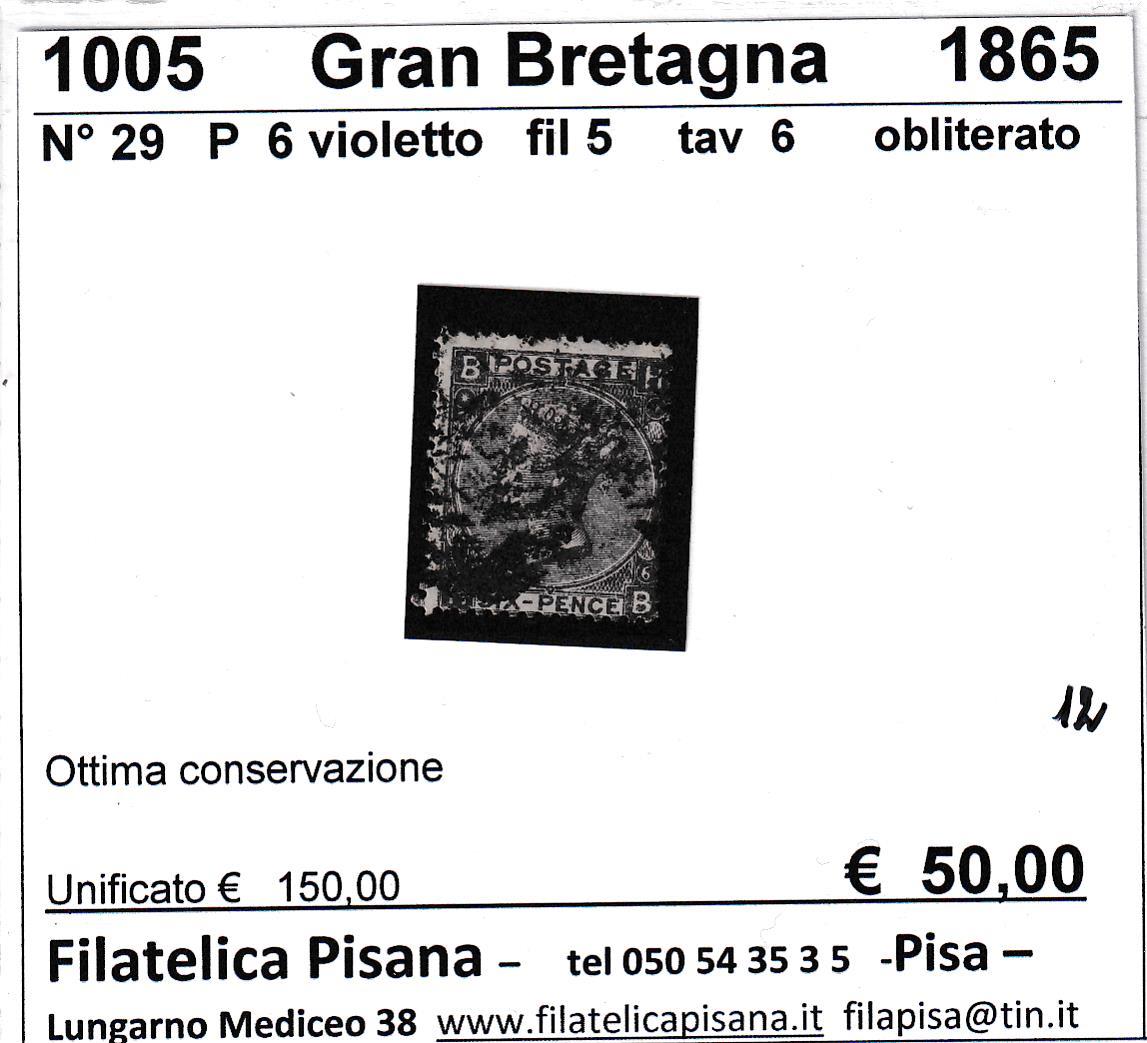 1005 Gran Bretagna 1865
N° 29 P 6 violetto fil 5 tav 6 obliterato
B POSTAGE H
6
SIX-PENCE B
12
Ottima conservazione
Unificato € 150,00 € 50,00
Filatelica Pisana – tel 050 54 35 3 5 -Pisa –
Lungarno Mediceo 38 www.filatelicapisana.it filapisa@tin.it